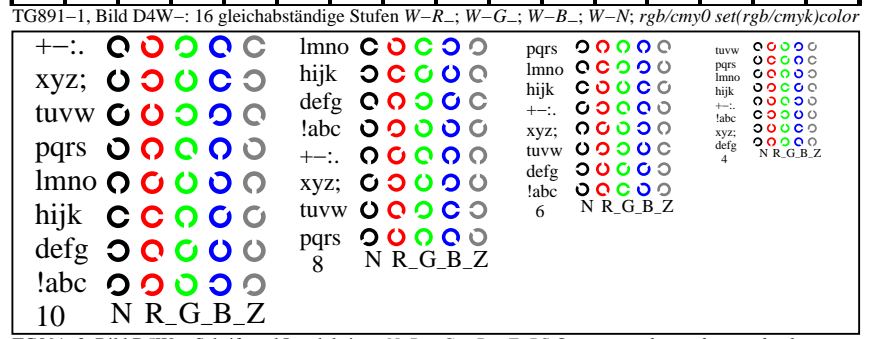 TG891−1, Bild D4W−: 16 gleichabständige Stufen W−R_; W−G_; W−B_; W−N; rgb/cmy0 set(rgb/cmyk)color
+−:.
xyz;
tuvw
pqrs
lmno
hijk
defg
!abc
10 N R_G_B_Z
lmno
hijk
defg
!abc
+−:.
xyz;
tuvw
pqrs
8 N R_G_B_Z
pqrs
lmno
hijk
+−:.
xyz;
tuvw
defg
!abc
6 N R_G_B_Z
tuvw
pqrs
lmno
hijk
+−:.
!abc
xyz;
defg
4 N R_G_B_Z